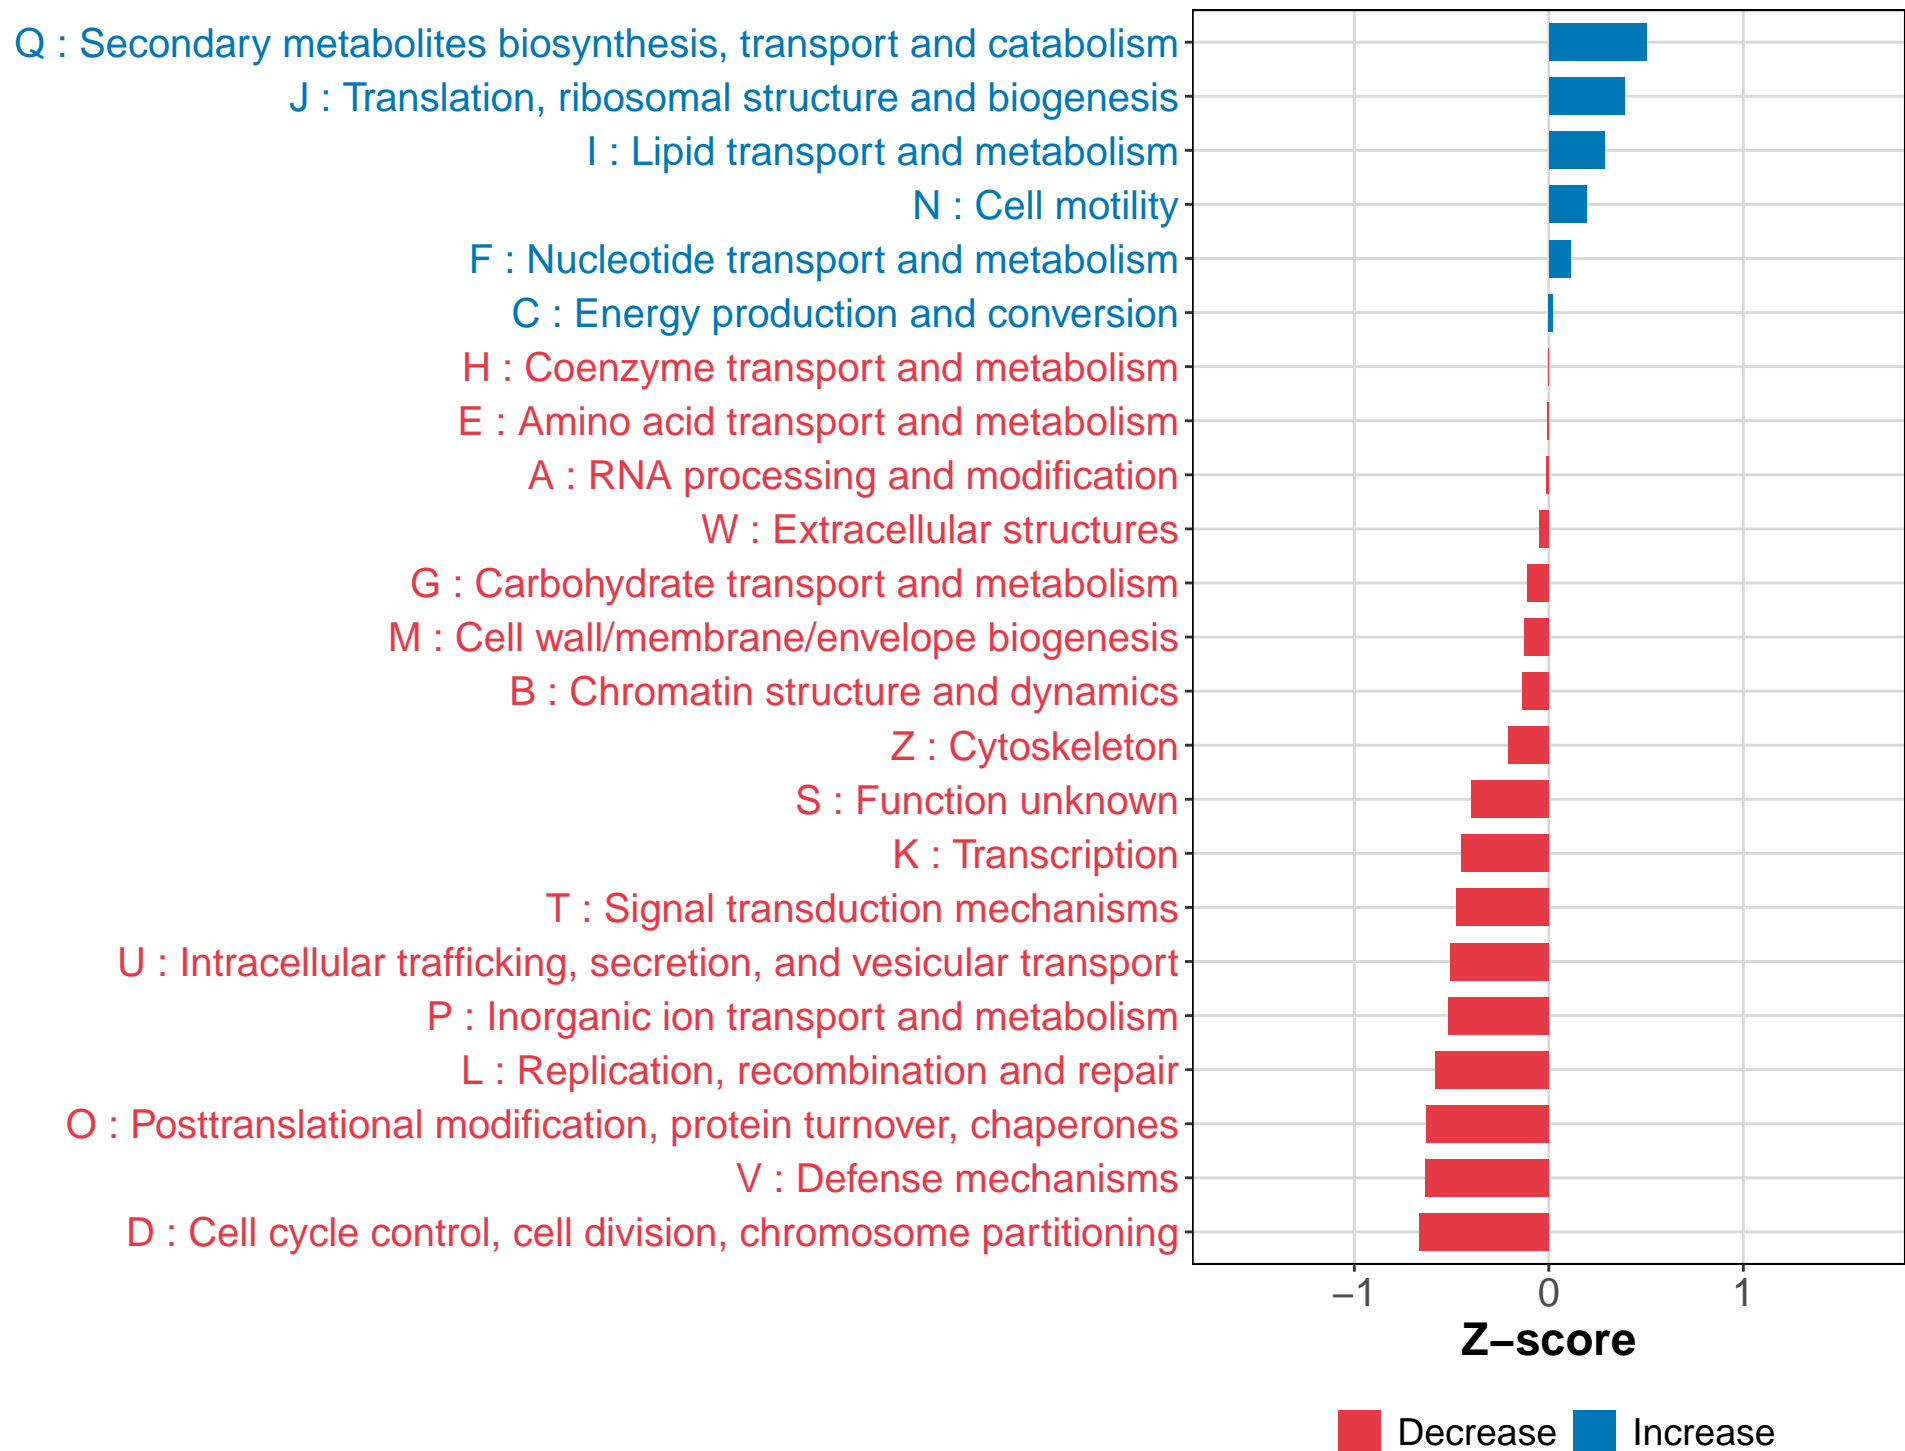 Q : Secondary metabolites biosynthesis, transport and catabolism
J : Translation, ribosomal structure and biogenesis
I : Lipid transport and metabolism
N : Cell motility
F : Nucleotide transport and metabolism
C : Energy production and conversion
H : Coenzyme transport and metabolism
E : Amino acid transport and metabolism
A : RNA processing and modification
W : Extracellular structures
G : Carbohydrate transport and metabolism
M : Cell wall/membrane/envelope biogenesis
B : Chromatin structure and dynamics
Z : Cytoskeleton
S : Function unknown
K : Transcription
T : Signal transduction mechanisms
U : Intracellular trafficking, secretion, and vesicular transport
P : Inorganic ion transport and metabolism
L : Replication, recombination and repair
O : Posttranslational modification, protein turnover, chaperones
V : Defense mechanisms
D : Cell cycle control, cell division, chromosome partitioning
−1 0 1
Z−score
Decrease Increase